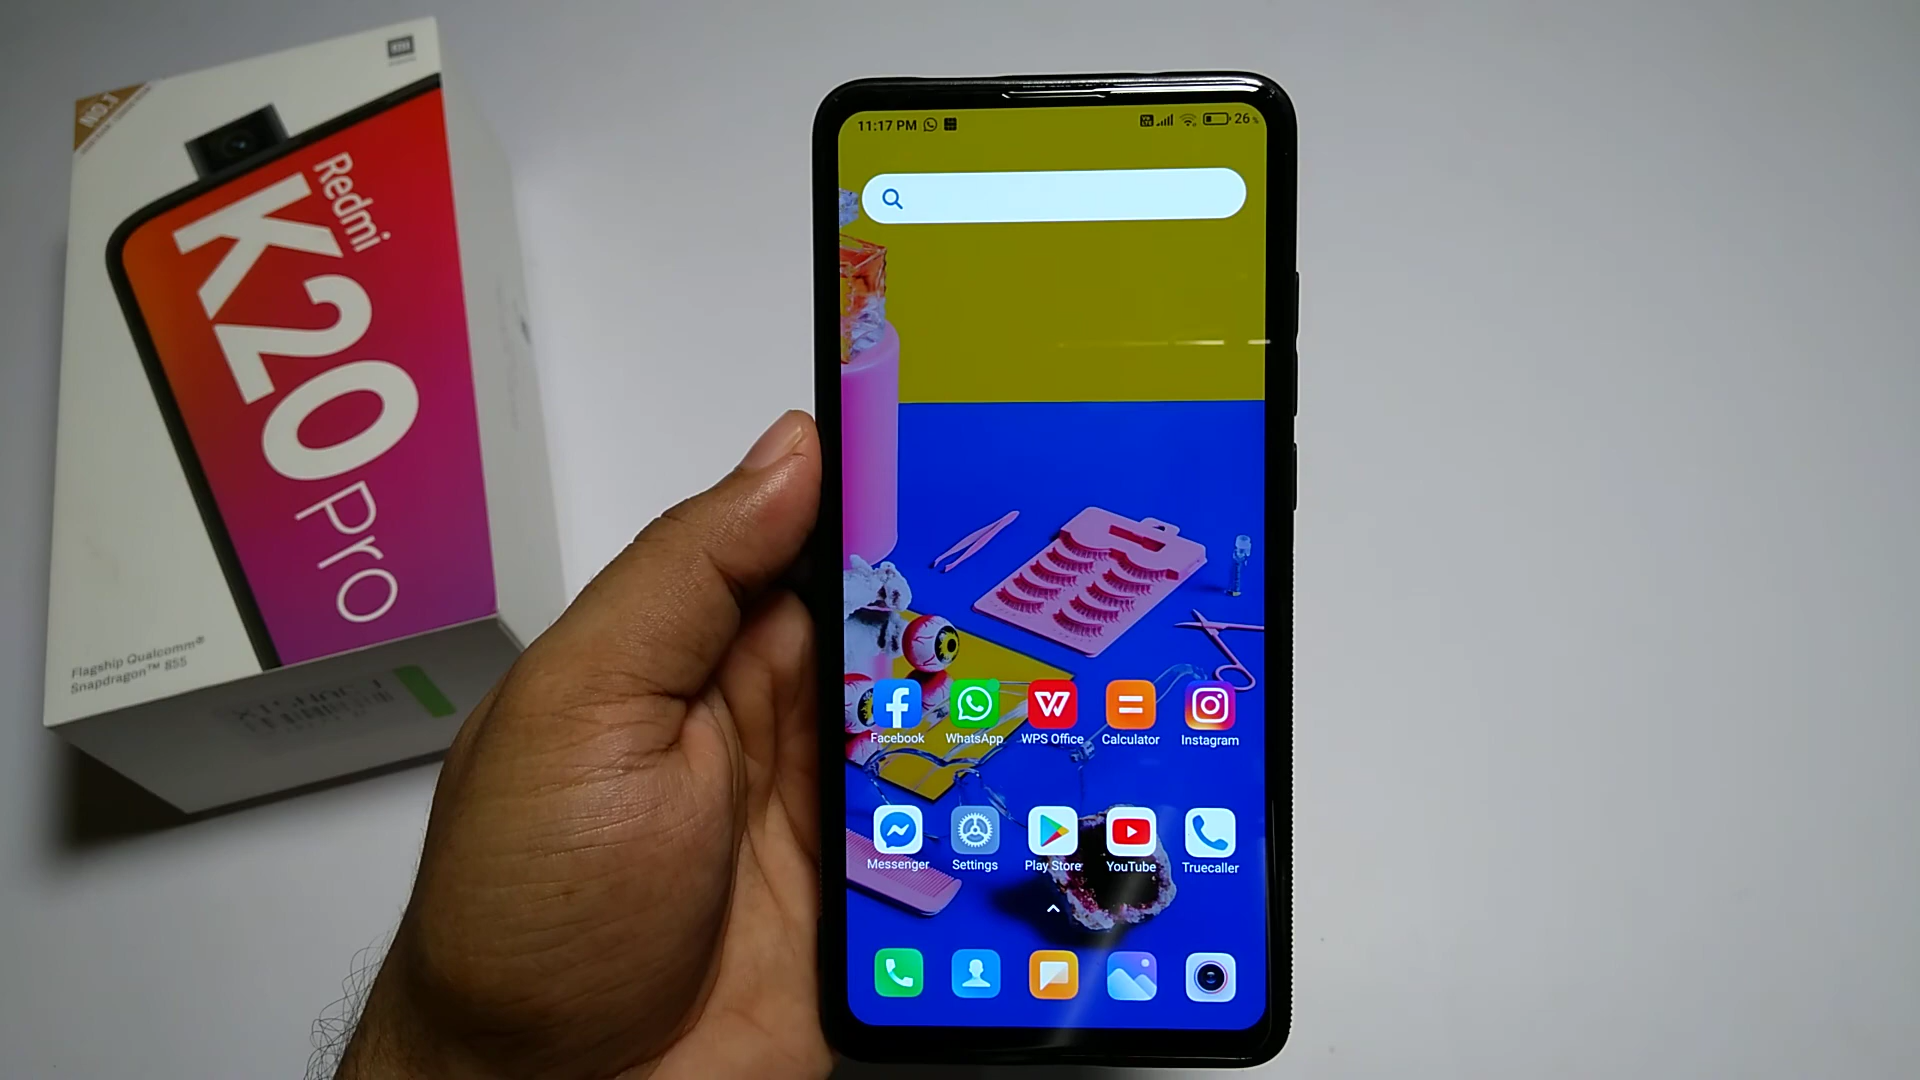 Redmi
K20 Pro
Flagship Qualcomm®
Snapdragon™ 855
11:17 PM
26%
Facebook
WhatsApp
WPS Office
Calculator
Instagram
Messenger
Settings
Play Store
YouTube
Truecaller